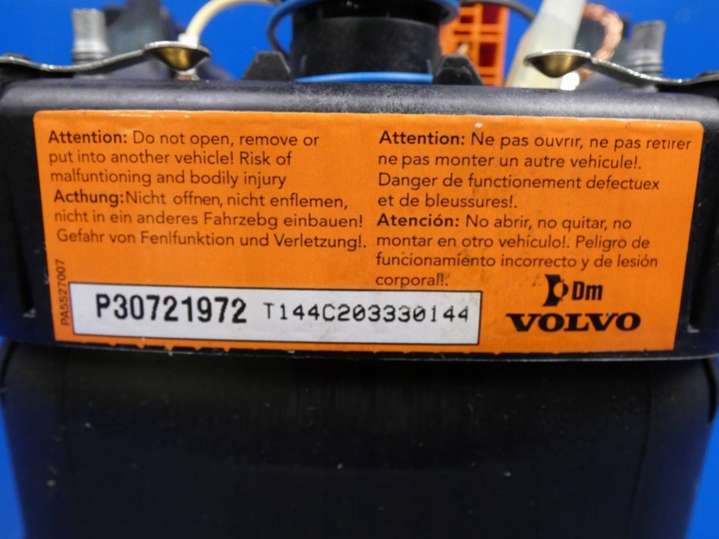 Attention: Do not open, remove or
put into another vehicle! Risk of
malfuntioning and bodily injury
Acthung:Nicht offnen, nicht enflemen,
nicht in ein anderes Fahrzebg einbauen!
Gefahr von Fenlfunktion und Verletzung!.
Attention: Ne pas ouvrir, ne pas retirer
ne pas monter un autre vehicule!.
Danger de functionement defectuex
et de bleussures!.
Atención: No abrir, no quitar, no
montar en otro vehículo!. Peligro de
funcionamiento incorrecto y de lesión
corporal!.
PA5527007
P30721972 T144C203330144
Dm
VOLVO